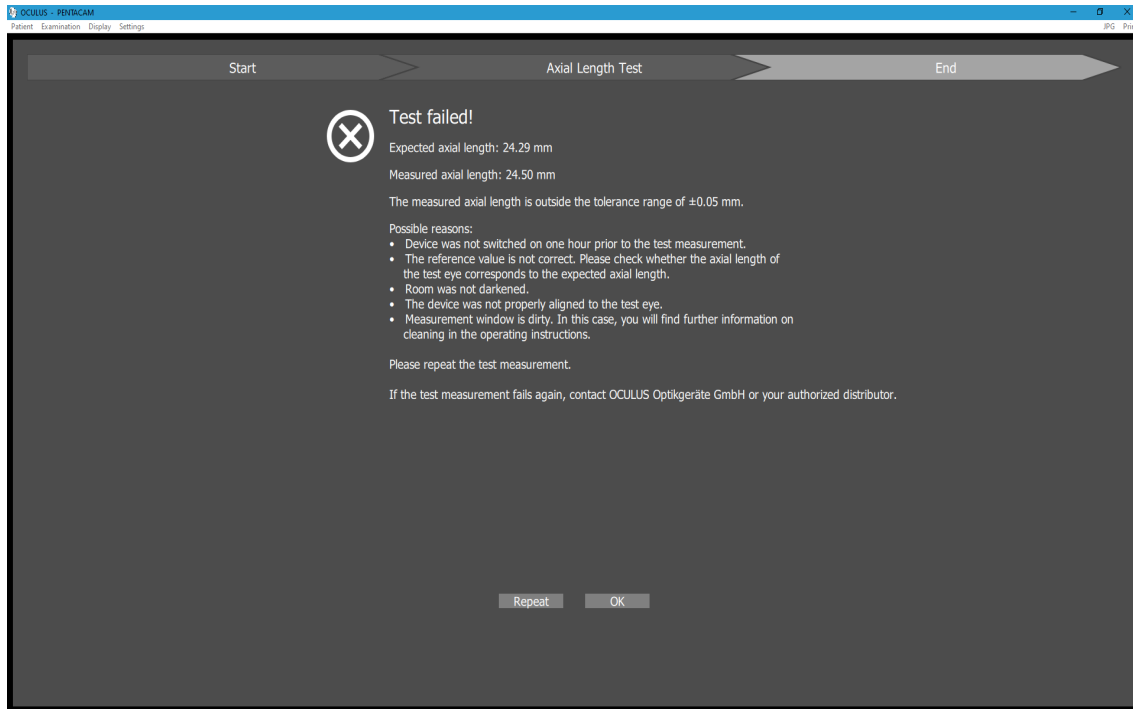 OCULUS - PENTACAM
Patient Examination Display Settings JPG
Start Axial Length Test End
Test failed!
Expected axial length: 24.29 mm
Measured axial length: 24.50 mm
The measured axial length is outside the tolerance range of ±0.05 mm.
Possible reasons:
• Device was not switched on one hour prior to the test measurement.
• The reference value is not correct. Please check whether the axial length of
the test eye corresponds to the expected axial length.
• Room was not darkened.
• The device was not properly aligned to the test eye.
• Measurement window is dirty. In this case, you will find further information on
cleaning in the operating instructions.
Please repeat the test measurement.
If the test measurement fails again, contact OCULUS Optikgeräte GmbH or your authorized distributor.
Repeat OK